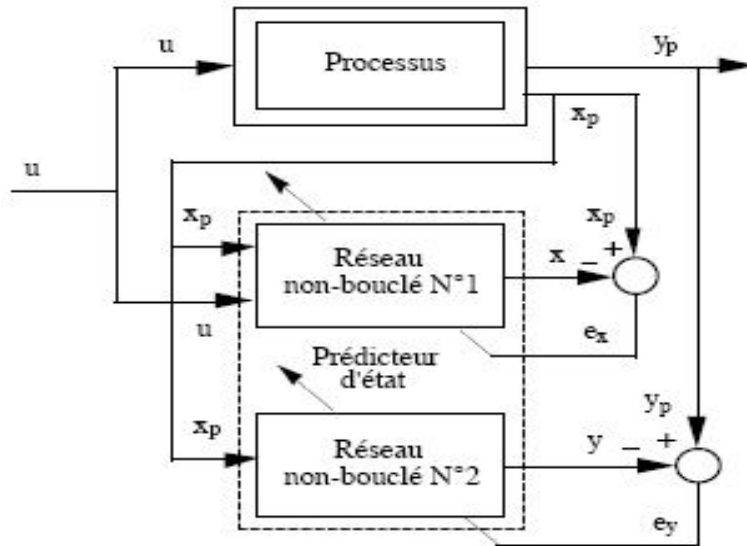 u
Processus
yp
xp
u
xp
xp
Réseau
non-bouclé N°1
x
−
+
u
ex
Prédicteur
d'état
yp
xp
Réseau
non-bouclé N°2
y
−
+
ey